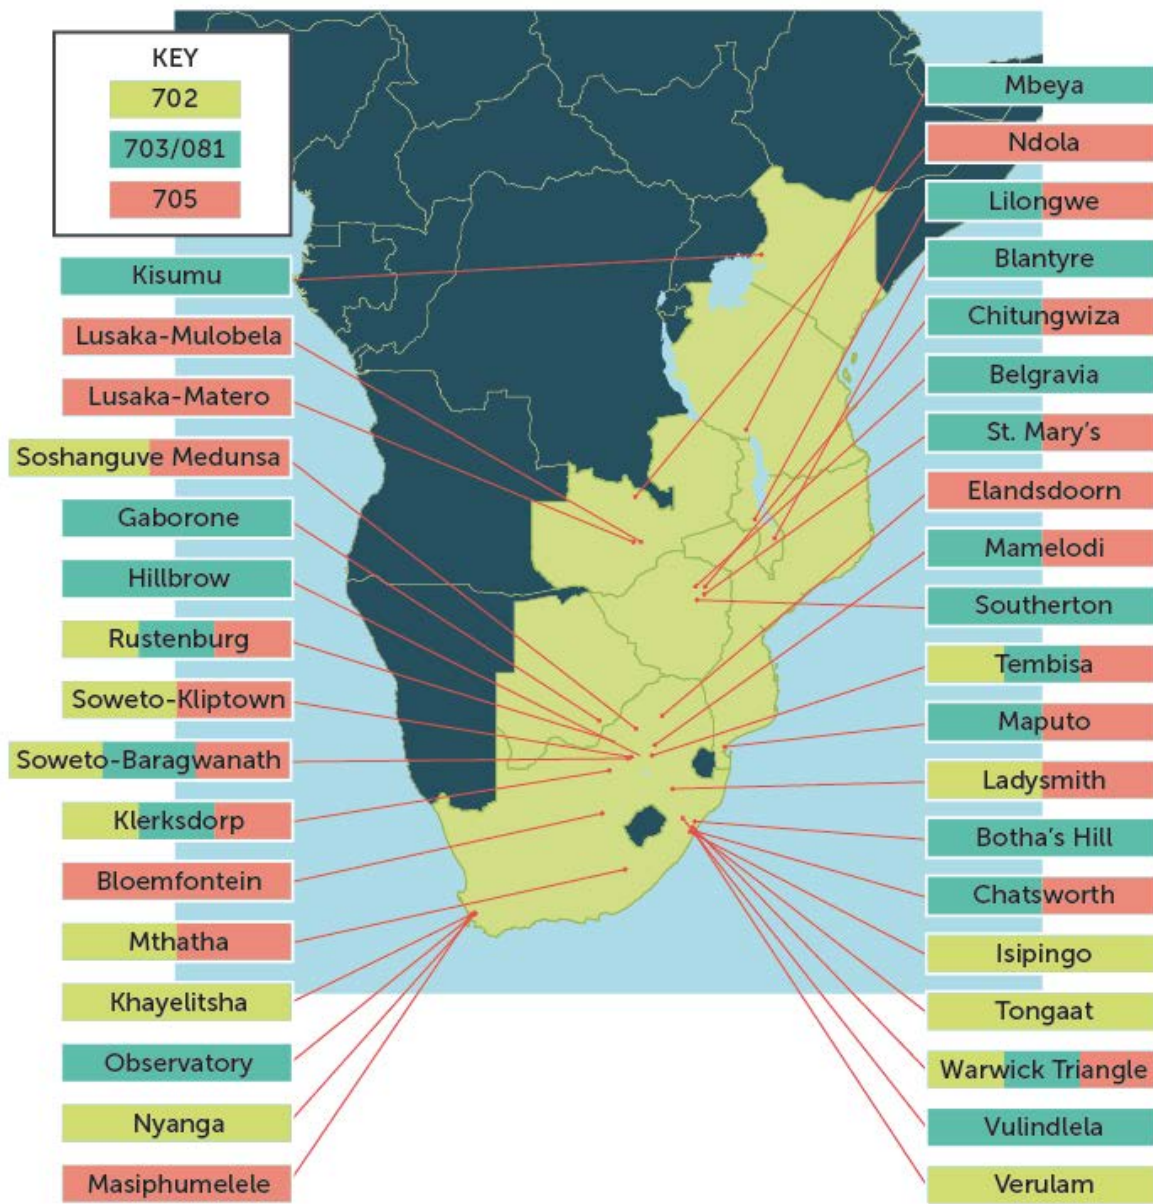 KEY
702
703/081
705
Kisumu
Lusaka-Mulobela
Lusaka-Matero
Soshanguve Medunsa
Gaborone
Hillbrow
Rustenburg
Soweto-Kliptown
Soweto-Baragwanath
Klerksdorp
Bloemfontein
Mthatha
Khayelitsha
Observatory
Nyanga
Masiphumelele
Mbeya
Ndola
Lilongwe
Blantyre
Chitungwiza
Belgravia
St. Mary's
Elandsdoorn
Mamelodi
Southerton
Tembisa
Maputo
Ladysmith
Botha's Hill
Chatsworth
Isipingo
Tongaat
Warwick Triangle
Vulindlela
Verulam